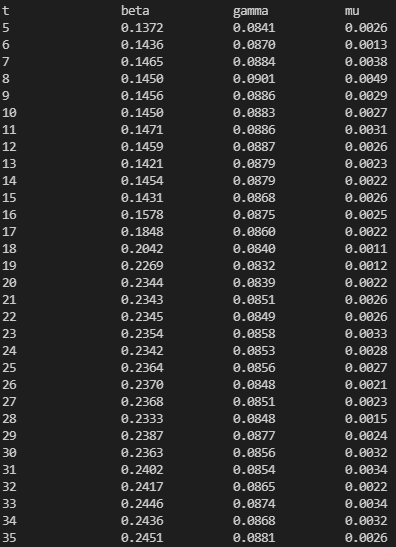 t beta gamma mu
5 0.1372 0.0841 0.0026
6 0.1436 0.0870 0.0013
7 0.1465 0.0884 0.0038
8 0.1450 0.0901 0.0049
9 0.1456 0.0886 0.0029
10 0.1450 0.0883 0.0027
11 0.1471 0.0886 0.0031
12 0.1459 0.0887 0.0026
13 0.1421 0.0879 0.0023
14 0.1454 0.0879 0.0022
15 0.1431 0.0868 0.0026
16 0.1578 0.0875 0.0025
17 0.1848 0.0860 0.0022
18 0.2042 0.0840 0.0011
19 0.2269 0.0832 0.0012
20 0.2344 0.0839 0.0022
21 0.2343 0.0851 0.0026
22 0.2345 0.0849 0.0026
23 0.2354 0.0858 0.0033
24 0.2342 0.0853 0.0028
25 0.2364 0.0856 0.0027
26 0.2370 0.0848 0.0021
27 0.2368 0.0851 0.0023
28 0.2333 0.0848 0.0015
29 0.2387 0.0877 0.0024
30 0.2363 0.0856 0.0032
31 0.2402 0.0854 0.0034
32 0.2417 0.0865 0.0022
33 0.2446 0.0874 0.0034
34 0.2436 0.0868 0.0032
35 0.2451 0.0881 0.0026